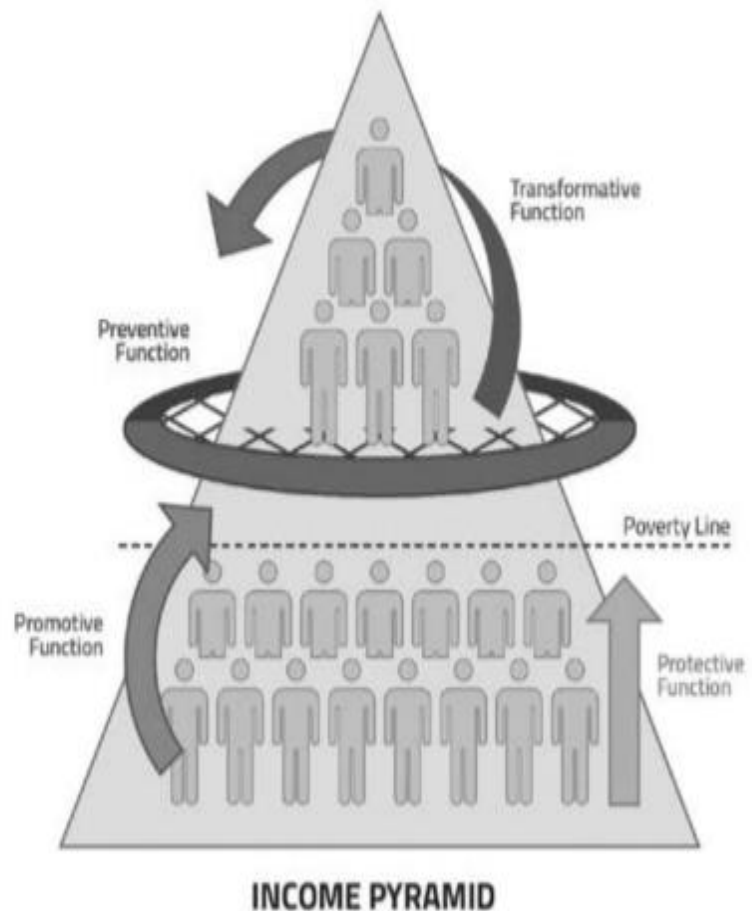 Transformative
Function
Preventive
Function
Poverty Line
Promotive
Function
Protective
Function
INCOME PYRAMID